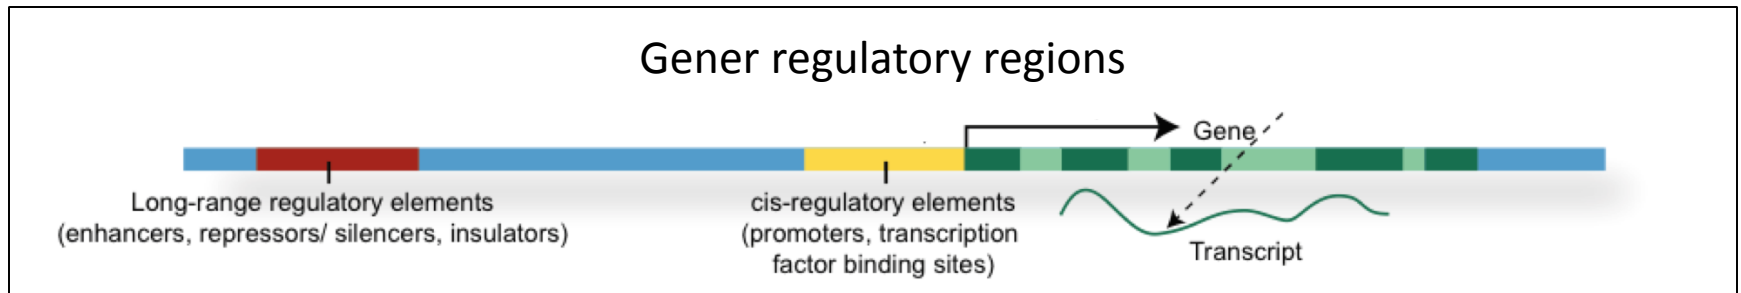 Gener regulatory regions
Gene
Long-range regulatory elements
(enhancers, repressors/ silencers, insulators)
cis-regulatory elements
(promoters, transcription
factor binding sites)
Transcript